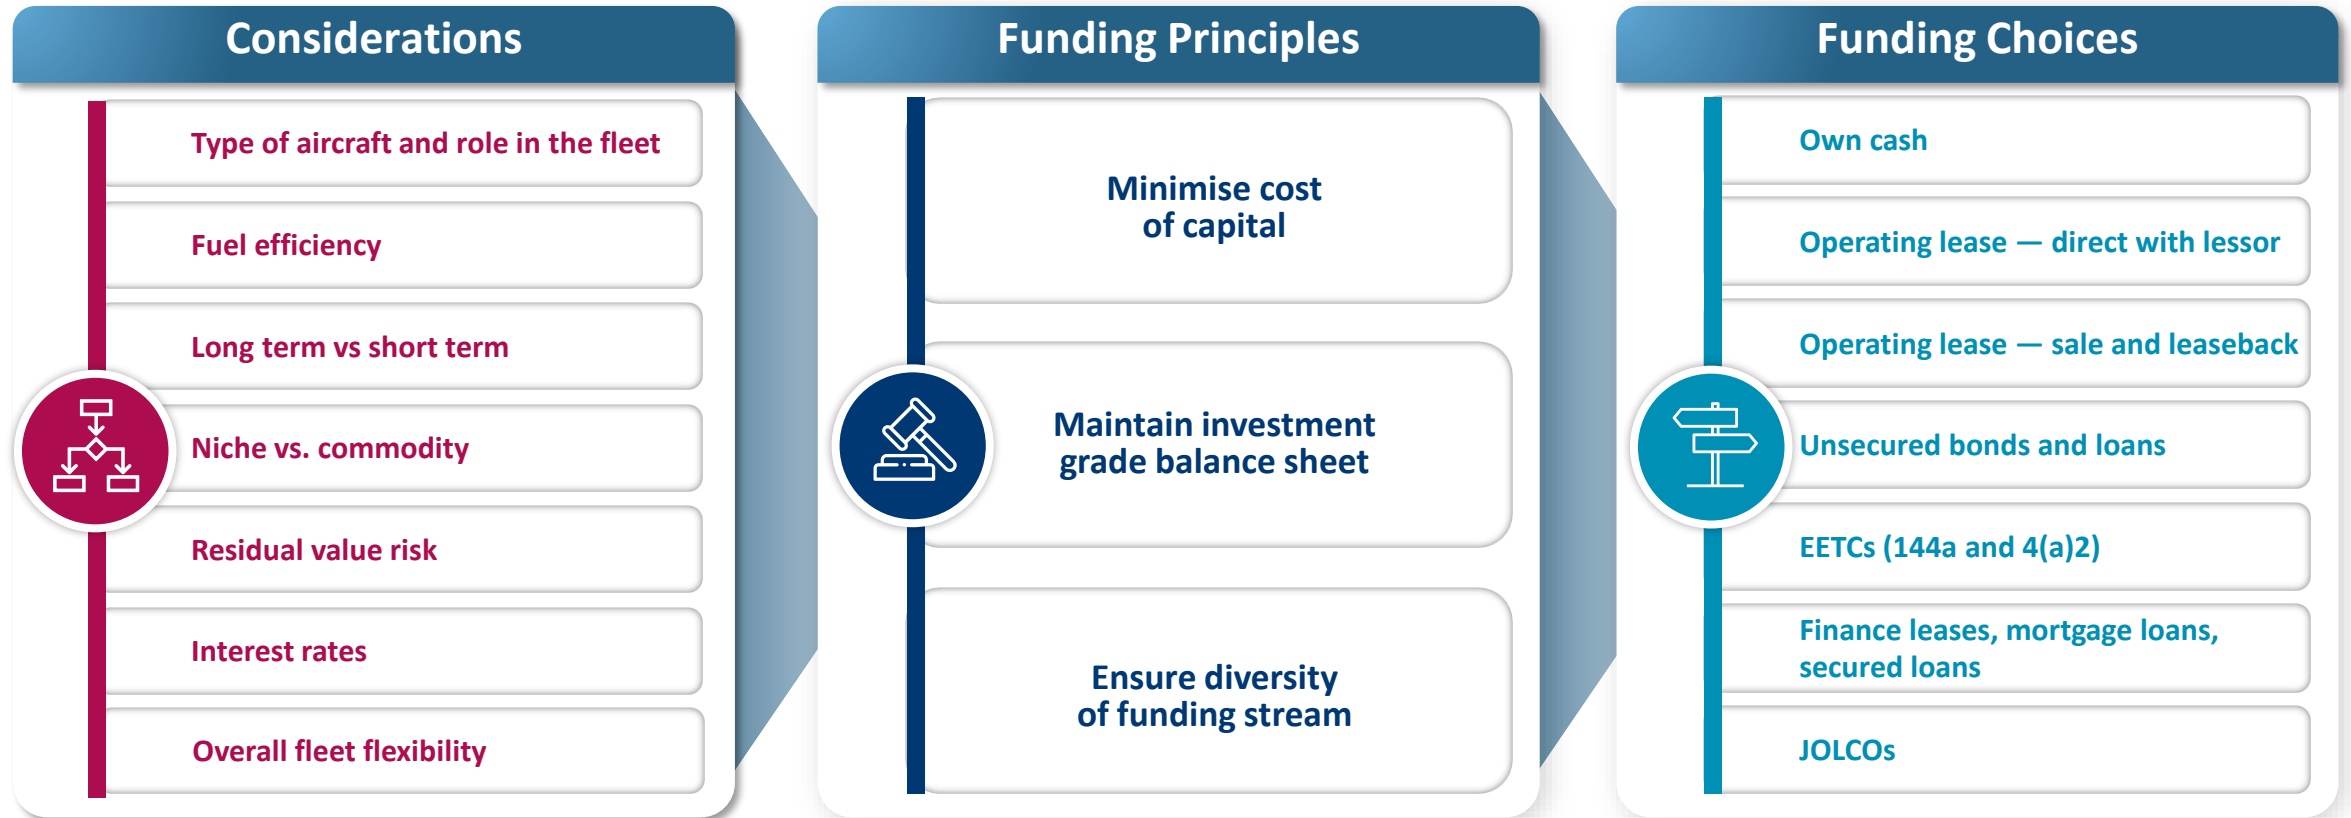 Considerations
Type of aircraft and role in the fleet
Fuel efficiency
Long term vs short term
Niche vs. commodity
Residual value risk
Interest rates
Overall fleet flexibility
Funding Principles
Minimise cost
of capital
Maintain investment
grade balance sheet
Ensure diversity
of funding stream
Funding Choices
Own cash
Operating lease — direct with lessor
Operating lease — sale and leaseback
Unsecured bonds and loans
EETCs (144a and 4(a)2)
Finance leases, mortgage loans,
secured loans
JOLCOs